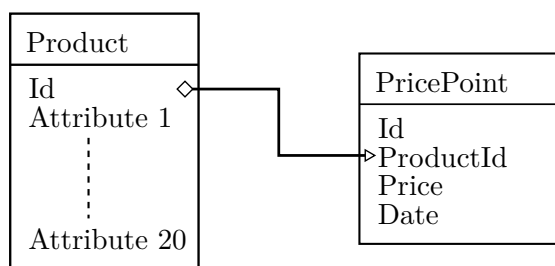 Product
Id
Attribute 1
Attribute 20
PricePoint
Id
ProductId
Price
Date